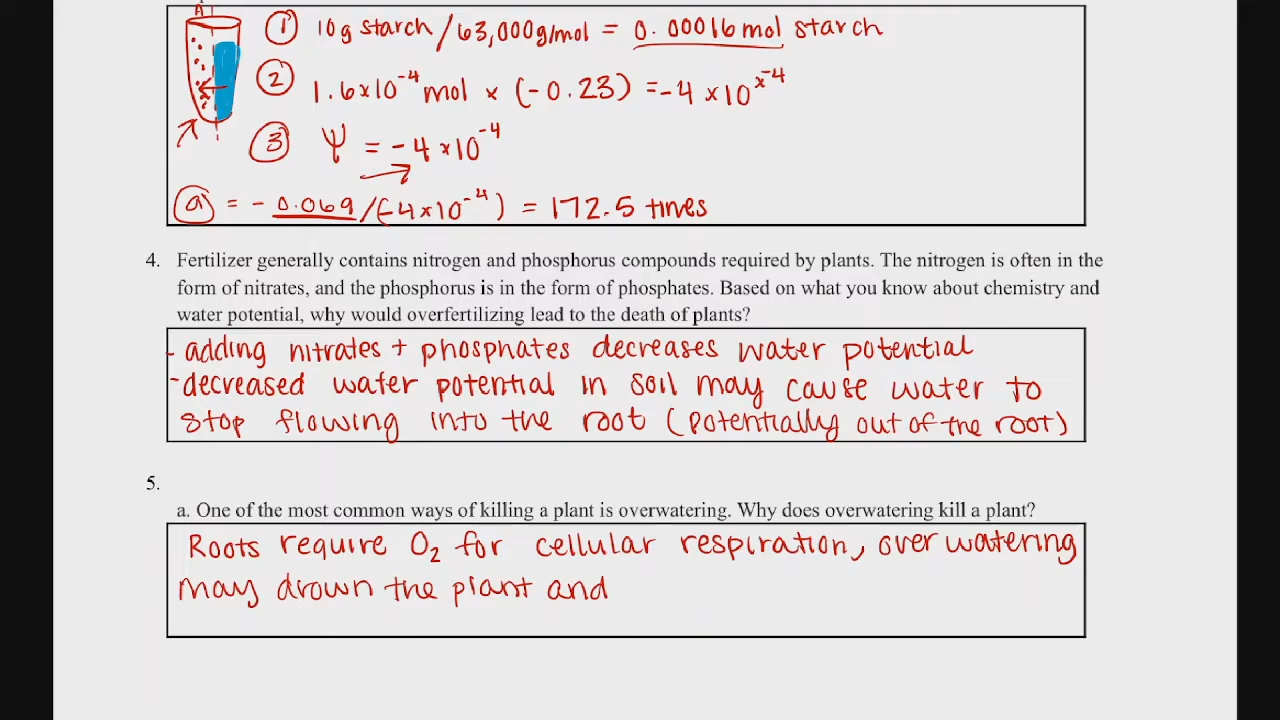 A
① 10g starch / 63,000g/mol = 0.00016 mol starch
② 1.6×10⁻⁴ mol × (-0.23) = -4 × 10ˣ⁻⁴
③ Ψ = -4×10⁻⁴
ⓐ = - 0.069/(-4×10⁻⁴) = 172.5 times
4. Fertilizer generally contains nitrogen and phosphorus compounds required by plants. The nitrogen is often in the
form of nitrates, and the phosphorus is in the form of phosphates. Based on what you know about chemistry and
water potential, why would overfertilizing lead to the death of plants?
- adding nitrates + phosphates decreases water potential
- decreased water potential in soil may cause water to
stop flowing into the root (potentially out of the root)
5.
a. One of the most common ways of killing a plant is overwatering. Why does overwatering kill a plant?
Roots require O₂ for cellular respiration, over watering
may drown the plant and